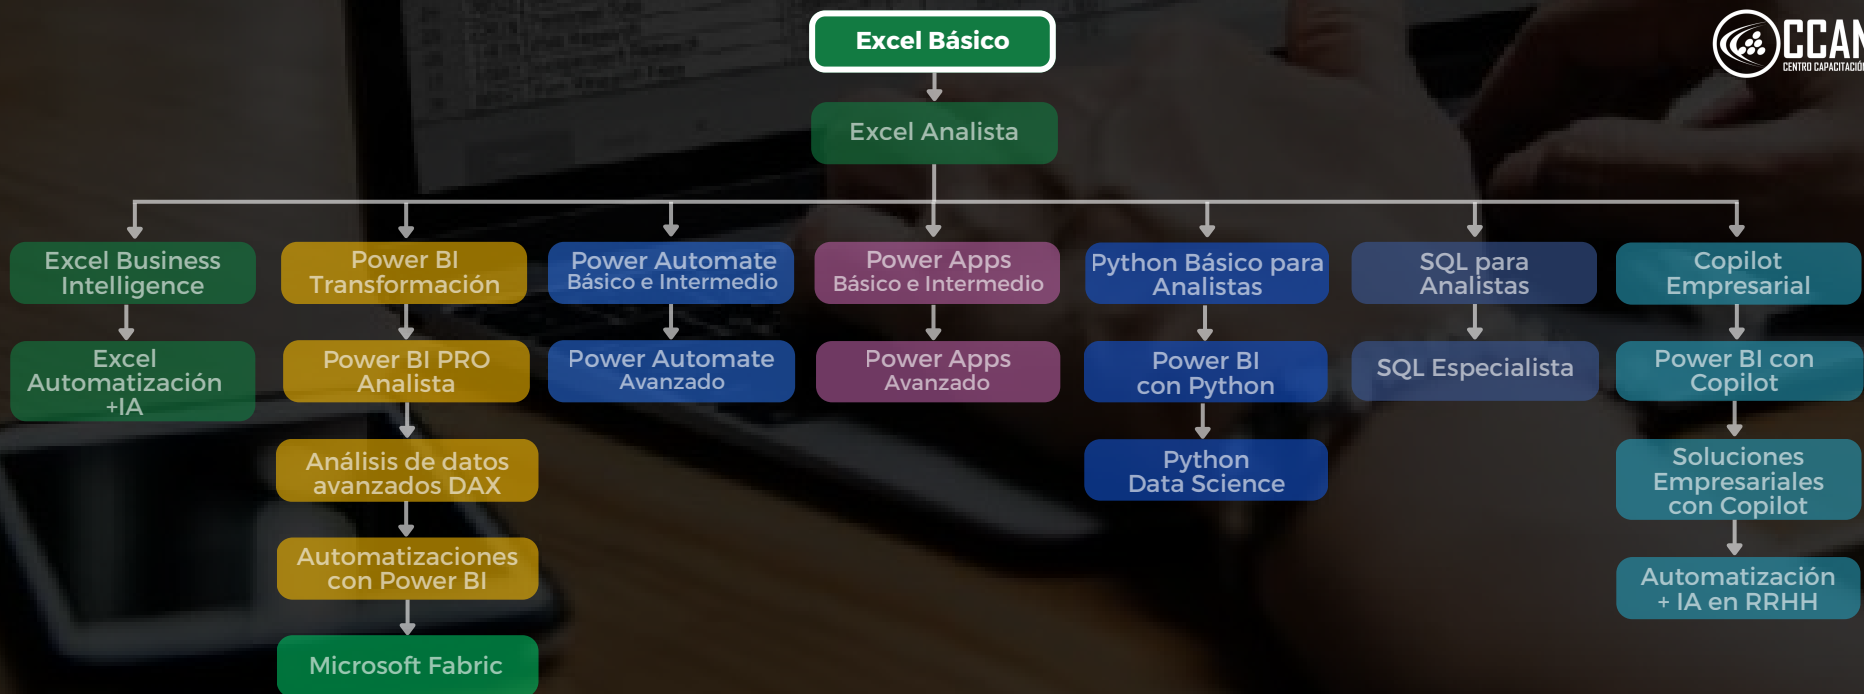 Excel Básico
CCAN
CENTRO CAPACITACIÓN
Excel Analista
Excel Business
Intelligence
Power BI
Transformación
Power Automate
Básico e Intermedio
Power Apps
Básico e Intermedio
Python Básico para
Analistas
SQL para
Analistas
Copilot
Empresarial
Excel
Automatización
+IA
Power BI PRO
Analista
Power Automate
Avanzado
Power Apps
Avanzado
Power BI
con Python
SQL Especialista
Power BI con
Copilot
Análisis de datos
avanzados DAX
Python
Data Science
Soluciones
Empresariales
con Copilot
Automatizaciones
con Power BI
Automatización
+ IA en RRHH
Microsoft Fabric